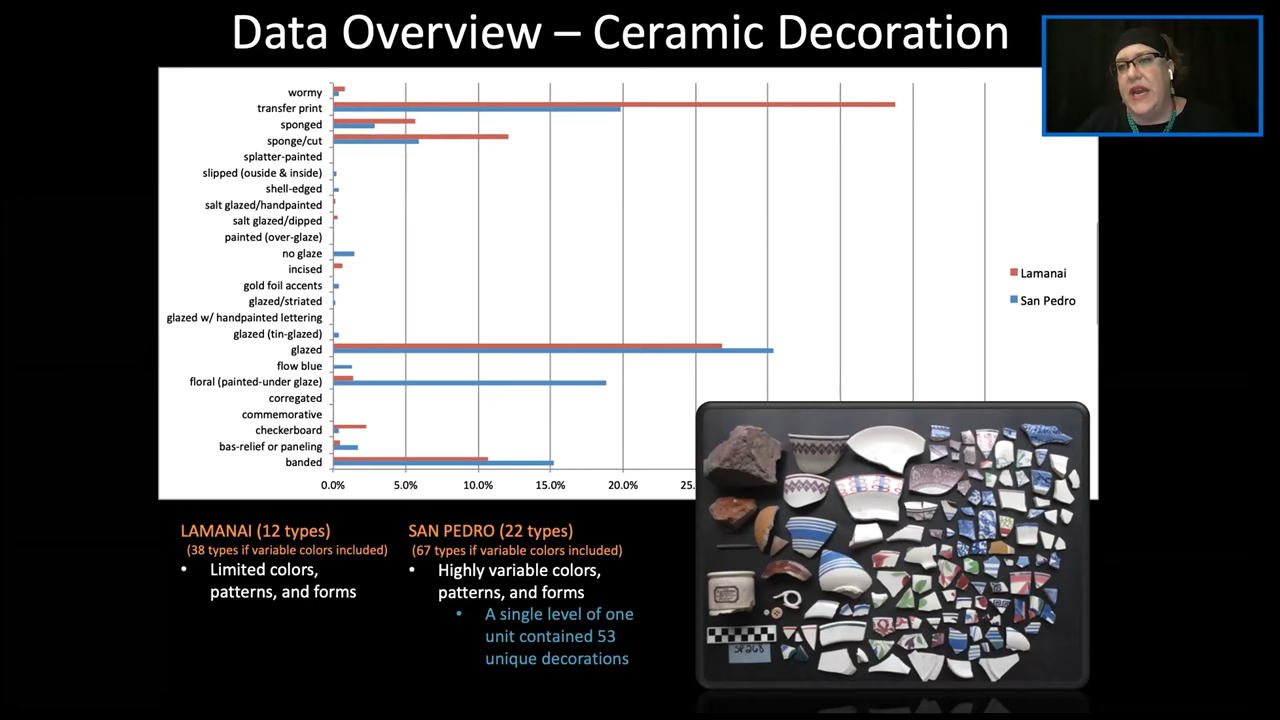 Data Overview – Ceramic Decoration
wormy
transfer print
sponged
sponge/cut
splatter-painted
slipped (ouside & inside)
shell-edged
salt glazed/handpainted
salt glazed/dipped
painted (over-glaze)
no glaze
incised
gold foil accents
glazed/striated
glazed w/ handpainted lettering
glazed (tin-glazed)
glazed
flow blue
floral (painted-under glaze)
corregated
commemorative
checkerboard
bas-relief or paneling
banded
0.0% 5.0% 10.0% 15.0% 20.0% 25.
Lamanai
San Pedro
LAMANAI (12 types)
(38 types if variable colors included)
• Limited colors,
patterns, and forms
SAN PEDRO (22 types)
(67 types if variable colors included)
• Highly variable colors,
patterns, and forms
• A single level of one
unit contained 53
unique decorations